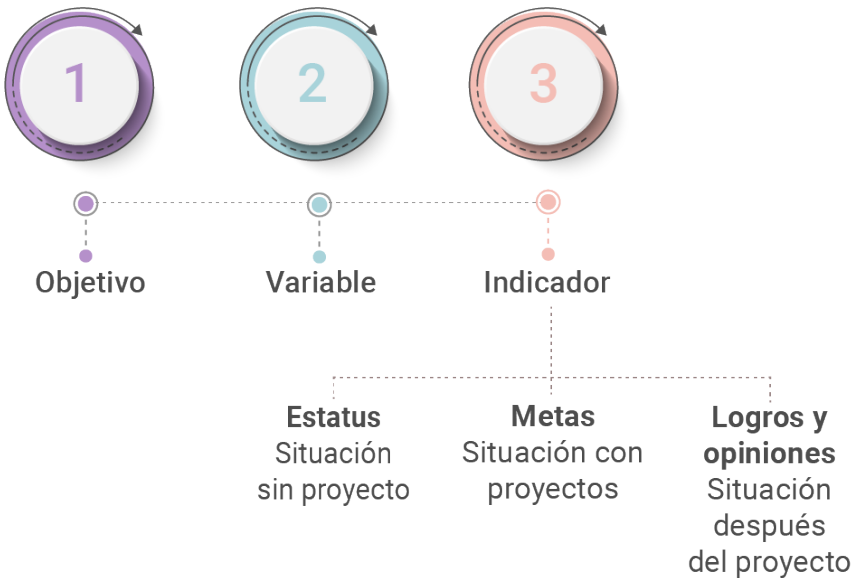 1
2
3
Objetivo
Variable
Indicador
Estatus
Situación
sin proyecto
Metas
Situación con
proyectos
Logros y
opiniones
Situación
después
del proyecto